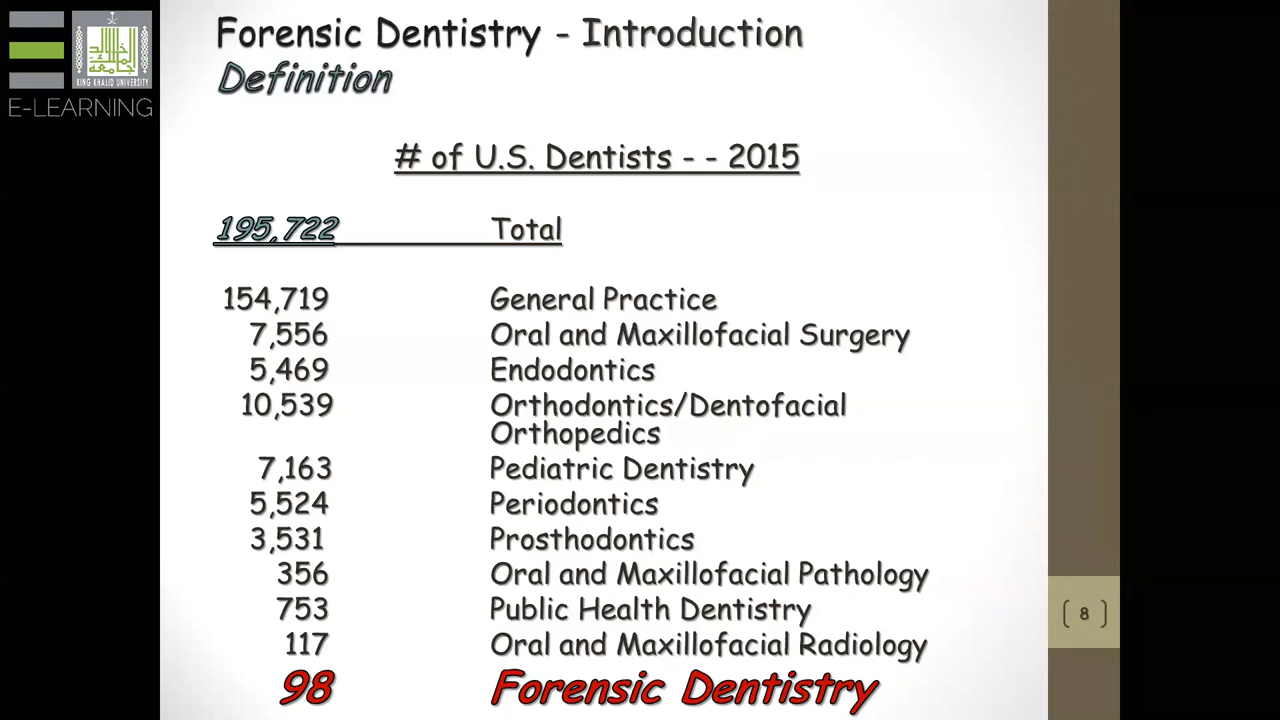 الملك خالد
جامعة
KING KHALID UNIVERSITY
E-LEARNING
Forensic Dentistry - Introduction
Definition
# of U.S. Dentists - - 2015
195,722 Total
154,719 General Practice
7,556 Oral and Maxillofacial Surgery
5,469 Endodontics
10,539 Orthodontics/Dentofacial
Orthopedics
7,163 Pediatric Dentistry
5,524 Periodontics
3,531 Prosthodontics
356 Oral and Maxillofacial Pathology
753 Public Health Dentistry
117 Oral and Maxillofacial Radiology
98 Forensic Dentistry
8